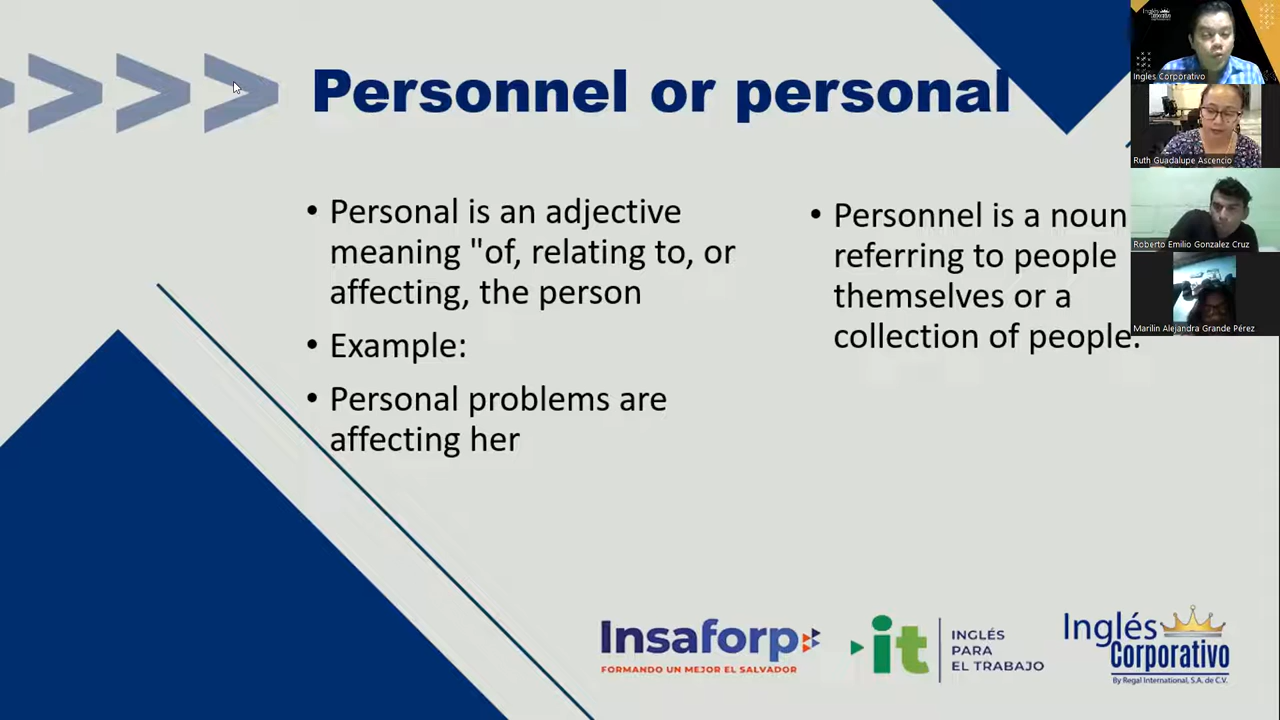 Personnel or personal
• Personal is an adjective
meaning "of, relating to, or
affecting, the person
• Example:
• Personal problems are
affecting her
• Personnel is a noun
referring to people
themselves or a
collection of people.
Inglés Corporativo
Ingles Corporativo
Ruth Guadalupe Ascencio
Roberto Emilio Gonzalez Cruz
Marilin Alejandra Grande Pérez
Insaforp
FORMANDO UN MEJOR EL SALVADOR
it
INGLÉS
PARA
EL TRABAJO
Inglés
Corporativo
By Regal International, S.A. de C.V.